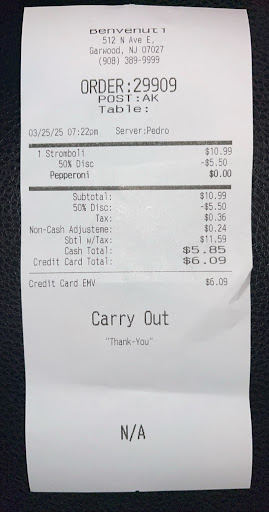 Benvenuti
512 N Ave E,
Garwood, NJ 07027
(908) 389-9999
ORDER:29909
POST:AK
Table:
03/25/25 07:22pm Server:Pedro
1 Stromboli $10.99
50% Disc -$5.50
Pepperoni $0.00
Subtotal: $10.99
50% Disc: -$5.50
Tax: $0.36
Non-Cash Adjusteme: $0.24
Sbtl w/Tax: $11.59
Cash Total: $5.85
Credit Card Total: $6.09
Credit Card EMV $6.09
Carry Out
"Thank-You"
N/A